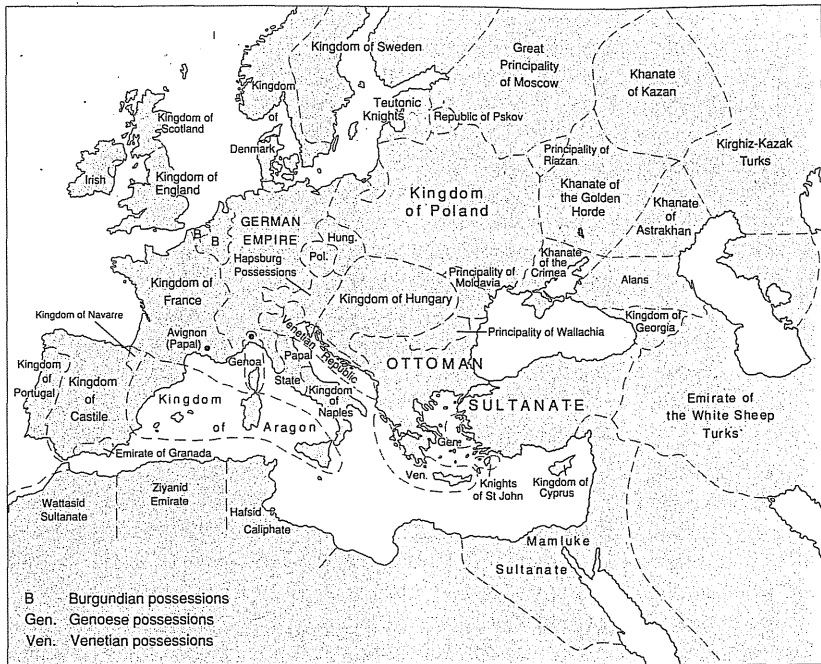 Kingdom of Sweden
Great
Principality
of Moscow
Khanate
of Kazan
Kingdom
of
Denmark
Teutonic
Knights
Republic of Pskov
Kingdom of
Scotland
Irish
Kingdom of
England
Principality of
Riazan
Kirghiz-Kazak
Turks
Kingdom
of Poland
Khanate of
the Golden
Horde
Khanate
of
Astrakhan
B
B
GERMAN
EMPIRE
Hung.
Pol.
Hapsburg
Possessions
Khanate
of the
Crimea
Alans
Kingdom of
France
Kingdom of Hungary
Principality of
Moldavia
Kingdom of
Georgia
Kingdom of Navarre
Avignon
(Papal)
Venetian Republic
Principality of Wallachia
Genoa
Papal
State
OTTOMAN
SULTANATE
Kingdom
of
Portugal
Kingdom
of
Castile
Kingdom
of Aragon
Kingdom
of
Naples
Emirate of
the White Sheep
Turks
Gen.
Emirate of Granada
Ven.
Knights
of St John
Kingdom of
Cyprus
Wattasid
Sultanate
Ziyanid
Emirate
Hafsid
Caliphate
Mamluke
Sultanate
B Burgundian possessions
Gen. Genoese possessions
Ven. Venetian possessions